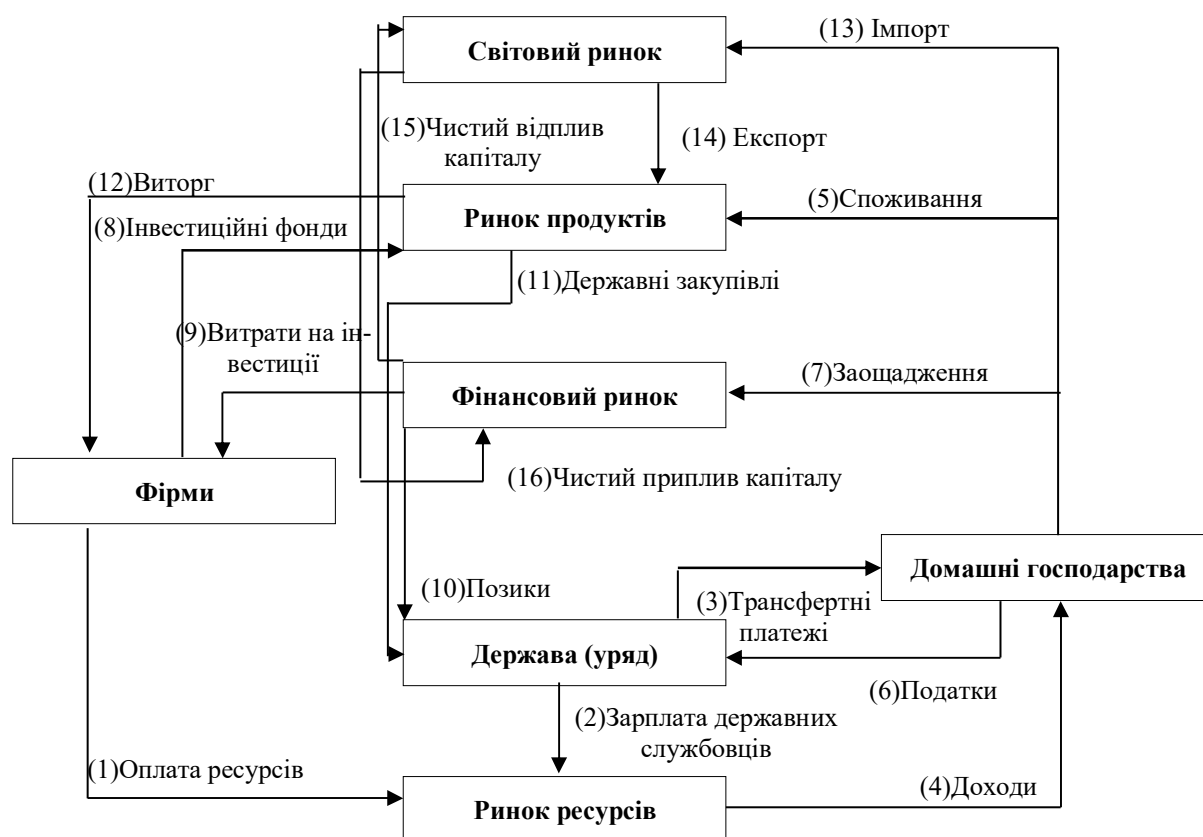 (13) Імпорт
Світовий ринок
(15)Чистий відплив
капіталу
(14) Експорт
(12)Виторг
(5)Споживання
Ринок продуктів
(8)Інвестиційні фонди
(11)Державні закупівлі
(9)Витрати на ін-
вестиції
(7)Заощадження
Фінансовий ринок
(16)Чистий приплив капіталу
Фірми
Домашні господарства
(10)Позики
(3)Трансфертні
платежі
Держава (уряд)
(6)Податки
(2)Зарплата державних
службовців
(1)Оплата ресурсів
(4)Доходи
Ринок ресурсів